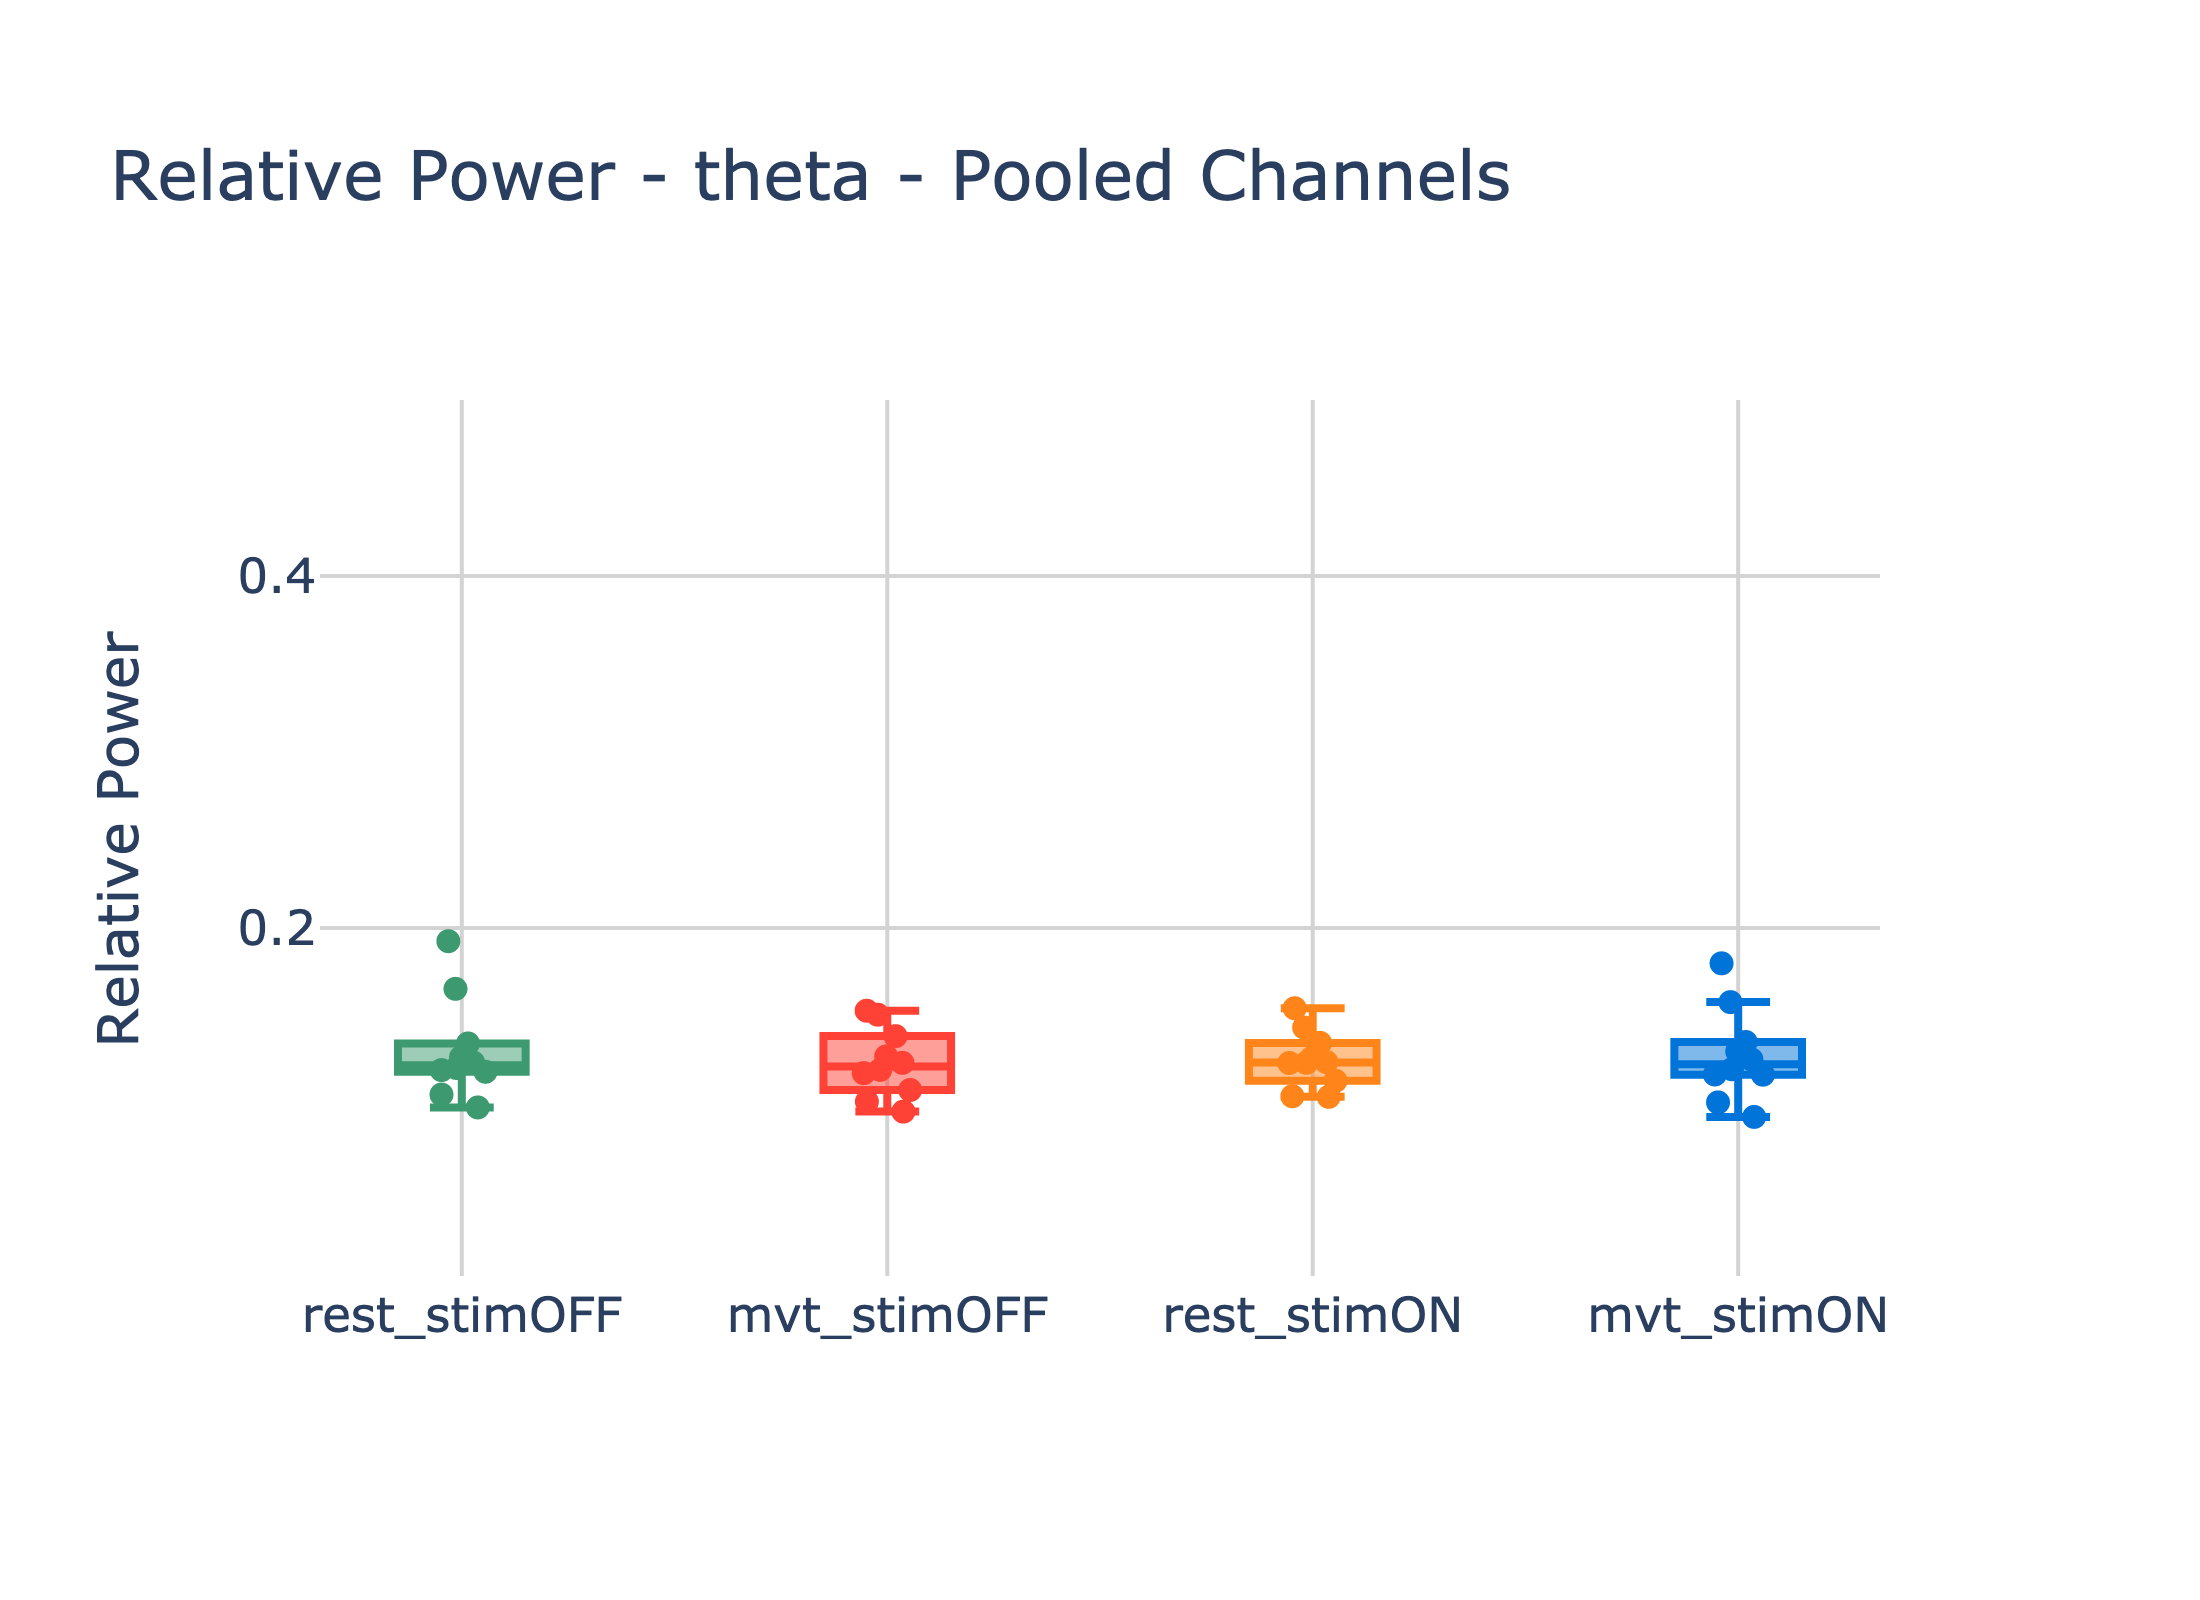 Relative Power - theta - Pooled Channels
Relative Power
0.4
0.2
rest_stimOFF
mvt_stimOFF
rest_stimON
mvt_stimON